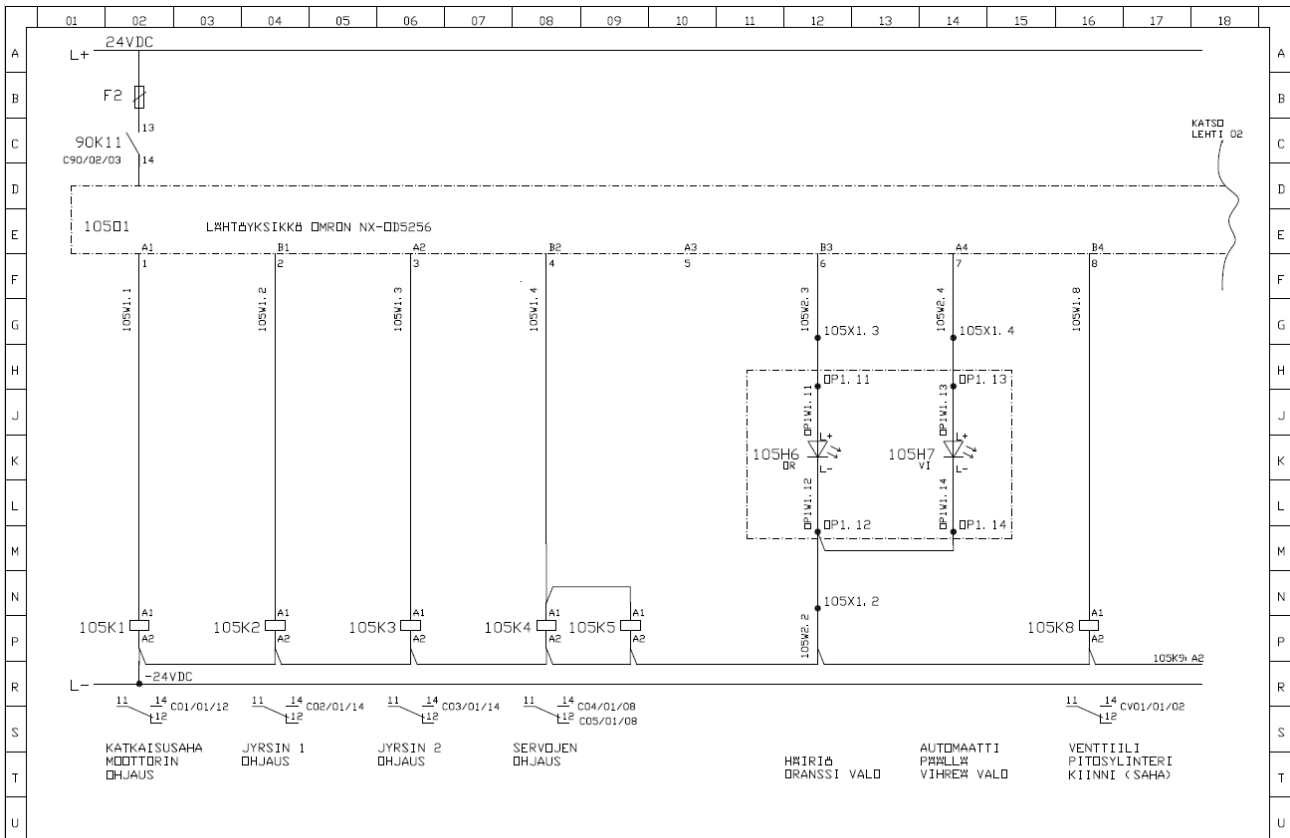 01 02 03 04 05 06 07 08 09 10 11 12 13 14 15 16 17 18
A A
24VDC
L+
B B
F2
C C
13
90K11
C90/02/03 14
KATSO
LEHTI 02
D D
E E
105O1 LÄHTÖYKSIKKÖ OMRON NX-OD5256
A1 B1 A2 B2 A3 B3 A4 B4
1 2 3 4 5 6 7 8
F F
105W1.1 105W1.2 105W1.3 105W1.4 105W2.3 105W2.4 105W1.8
G G
105X1.3 105X1.4
H H
OP1.11 OP1.13
J J
OP1W1.11 OP1W1.13
L+ L+
K K
105H6 105H7
OR VI
L- L-
L L
OP1W1.12 OP1W1.14
OP1.12 OP1.14
M M
N N
105X1.2
A1 A1 A1 A1 A1 A1
105K1 105K2 105K3 105K4 105K5 105K8
A2 A2 A2 A2 A2 A2
P P
105W2.2
105K9:A2
-24VDC
L-
R R
11 14 C01/01/12 11 14 C02/01/14 11 14 C03/01/14 11 14 C04/01/08 11 14 CV01/01/02
12 12 12 12 C05/01/08 12
S S
KATKAISUSAHA
MOOTTORIN
OHJAUS
JYRSIN 1
OHJAUS
JYRSIN 2
OHJAUS
SERVOJEN
OHJAUS
HÄIRIÖ
ORANSSI VALO
AUTOMAATTI
PÄÄLLÄ
VIHREÄ VALO
VENTTIILI
PITOSYLINTERI
KIINNI (SAHA)
T T
U U